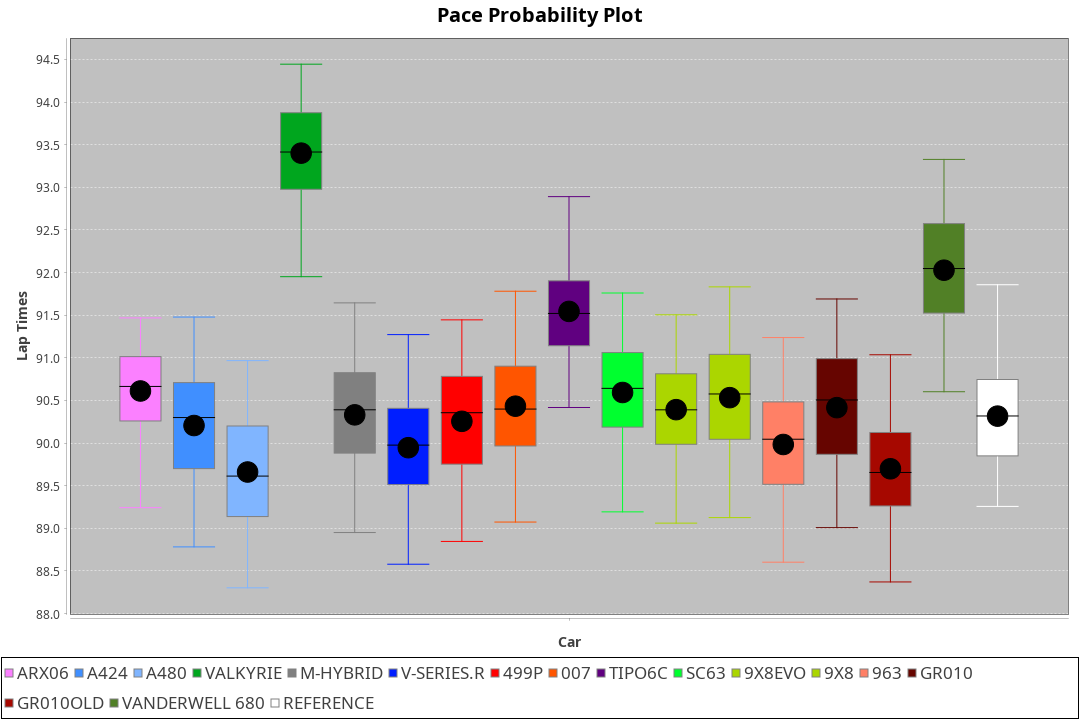 Pace Probability Plot
94.5
94.0
93.5
93.0
92.5
92.0
91.5
91.0
90.5
90.0
89.5
89.0
88.5
88.0
Lap Times
Car
ARX06 A424 A480 VALKYRIE M-HYBRID V-SERIES.R 499P 007 TIPO6C SC63 9X8EVO 9X8 963 GR010
GR010OLD VANDERWELL 680 REFERENCE